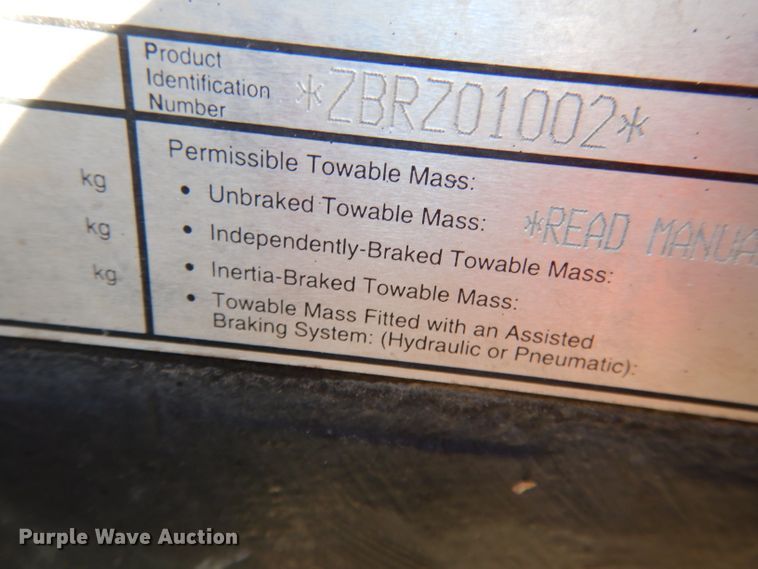 Product
Identification
Number
*ZBRZ01002*
Permissible Towable Mass:
• Unbraked Towable Mass:
*READ
• Independently-Braked Towable Mass:
• Inertia-Braked Towable Mass:
• Towable Mass Fitted with an Assisted
Braking System: (Hydraulic or Pneumatic):
kg
kg
kg
Purple Wave Auction